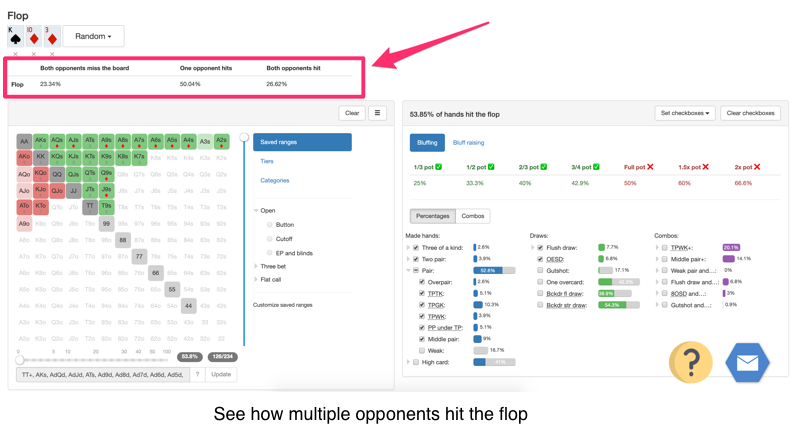 Flop
K 10 3
Random
Both opponents miss the board One opponent hits Both opponents hit
Flop 23.34% 50.04% 26.62%
Clear
53.85% of hands hit the flop Set checkboxes Clear checkboxes
AA AKs AQs AJs ATs A9s A8s A7s A6s A5s A4s A3s A2s
AKo KK KQs KJs KTs K9s K8s K7s K6s K5s K4s K3s K2s
AQo KQo QQ QJs QTs Q9s Q8s Q7s Q6s Q5s Q4s Q3s Q2s
AJo KJo QJo JJ JTs J9s J8s J7s J6s J5s J4s J3s J2s
ATo KTo QTo JTo TT T9s T8s T7s T6s T5s T4s T3s T2s
A9o K9o Q9o J9o T9o 99 98s 97s 96s 95s 94s 93s 92s
A8o K8o Q8o J8o T8o 98o 88 87s 86s 85s 84s 83s 82s
A7o K7o Q7o J7o T7o 97o 87o 77 76s 75s 74s 73s 72s
A6o K6o Q6o J6o T6o 96o 86o 76o 66 65s 64s 63s 62s
A5o K5o Q5o J5o T5o 95o 85o 75o 65o 55 54s 53s 52s
A4o K4o Q4o J4o T4o 94o 84o 74o 64o 54o 44 43s 42s
A3o K3o Q3o J3o T3o 93o 83o 73o 63o 53o 43o 33 32s
A2o K2o Q2o J2o T2o 92o 82o 72o 62o 52o 42o 32o 22
0 5 10 20 30 40 50 100
53.8% 126/234
TT+, AKs, AdQd, AdJd, ATs, Ad9d, Ad8d, Ad7d, Ad6d, Ad5d, ? Update
Saved ranges
Tiers
Categories
Open
Button
Cutoff
EP and blinds
Three bet
Flat call
Customize saved ranges
Bluffing Bluff raising
1/3 pot 1/2 pot 2/3 pot 3/4 pot Full pot 1.5x pot 2x pot
25% 33.3% 40% 42.9% 50% 60% 66.6%
Percentages Combos
Made hands:
Three of a kind: 2.6%
Two pair: 3.9%
Pair: 52.6%
Overpair: 2.6%
TPTK: 5.1%
TPGK: 10.3%
TPWK: 3.9%
PP under TP: 5.1%
Middle pair: 9%
Weak: 16.7%
High card: 41%
Draws:
Flush draw: 7.7%
OESD: 6.8%
Gutshot: 17.1%
One overcard: 42.3%
Bckdr fl draw: 38.9%
Bckdr str draw: 54.3%
Combos:
TPWK+: 20.1%
Middle pair+: 14.1%
Weak pair and...: 0%
Flush draw and...: 6.8%
8OSD and...: 3%
Gutshot and...: 0.9%
?
See how multiple opponents hit the flop